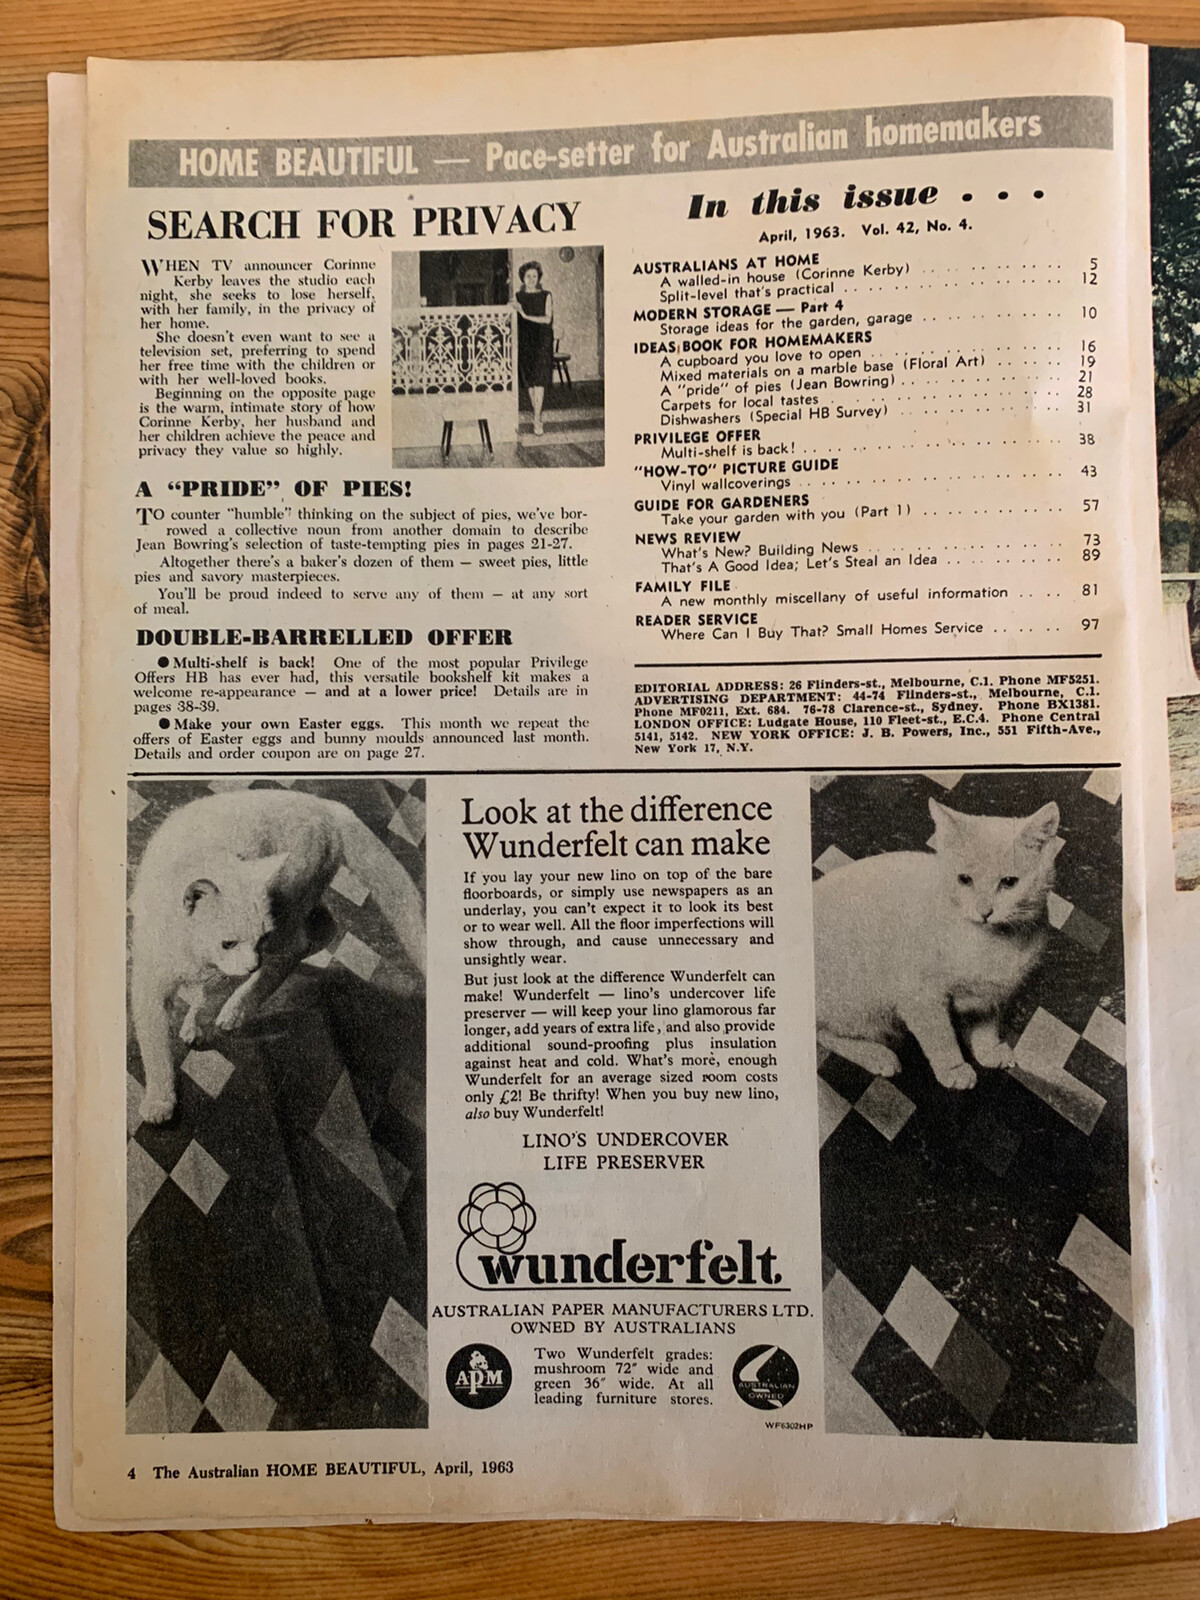 HOME BEAUTIFUL — Pace-setter for Australian homemakers
SEARCH FOR PRIVACY
WHEN TV announcer Corinne
Kerby leaves the studio each
night, she seeks to lose herself,
with her family, in the privacy of
her home.
She doesn't even want to see a
television set, preferring to spend
her free time with the children or
with her well-loved books.
Beginning on the opposite page
is the warm, intimate story of how
Corinne Kerby, her husband and
her children achieve the peace and
privacy they value so highly.
A "PRIDE" OF PIES!
TO counter "humble" thinking on the subject of pies, we've bor-
rowed a collective noun from another domain to describe
Jean Bowring's selection of taste-tempting pies in pages 21-27.
Altogether there's a baker's dozen of them — sweet pies, little
pies and savory masterpieces.
You'll be proud indeed to serve any of them — at any sort
of meal.
DOUBLE-BARRELLED OFFER
● Multi-shelf is back! One of the most popular Privilege
Offers HB has ever had, this versatile bookshelf kit makes a
welcome re-appearance — and at a lower price! Details are in
pages 38-39.
● Make your own Easter eggs. This month we repeat the
offers of Easter eggs and bunny moulds announced last month.
Details and order coupon are on page 27.
In this issue . . .
April, 1963. Vol. 42, No. 4.
AUSTRALIANS AT HOME
A walled-in house (Corinne Kerby) . . . . . . . . . . 5
Split-level that's practical . . . . . . . . . . 12
MODERN STORAGE — Part 4
Storage ideas for the garden, garage . . . . . . . . . . 10
IDEAS BOOK FOR HOMEMAKERS
A cupboard you love to open . . . . . . . . . . 16
Mixed materials on a marble base (Floral Art) . . . . . . 19
A "pride" of pies (Jean Bowring) . . . . . . . . . . 21
Carpets for local tastes . . . . . . . . . . 28
Dishwashers (Special HB Survey) . . . . . . . . . . 31
PRIVILEGE OFFER
Multi-shelf is back! . . . . . . . . . . 38
"HOW-TO" PICTURE GUIDE
Vinyl wallcoverings . . . . . . . . . . 43
GUIDE FOR GARDENERS
Take your garden with you (Part 1) . . . . . . . . . . 57
NEWS REVIEW
What's New? Building News . . . . . . . . . . 73
That's A Good Idea; Let's Steal an Idea . . . . . . . . . . 89
FAMILY FILE
A new monthly miscellany of useful information . . . . 81
READER SERVICE
Where Can I Buy That? Small Homes Service . . . . . . 97
EDITORIAL ADDRESS: 26 Flinders-st., Melbourne, C.1. Phone MF5251.
ADVERTISING DEPARTMENT: 44-74 Flinders-st., Melbourne, C.1.
Phone MF0211, Ext. 684. 76-78 Clarence-st., Sydney. Phone BX1381.
LONDON OFFICE: Ludgate House, 110 Fleet-st., E.C.4. Phone Central
5141, 5142. NEW YORK OFFICE: J. B. Powers, Inc., 551 Fifth-Ave.,
New York 17, N.Y.
Look at the difference
Wunderfelt can make
If you lay your new lino on top of the bare
floorboards, or simply use newspapers as an
underlay, you can't expect it to look its best
or to wear well. All the floor imperfections will
show through, and cause unnecessary and
unsightly wear.
But just look at the difference Wunderfelt can
make! Wunderfelt — lino's undercover life
preserver — will keep your lino glamorous far
longer, add years of extra life, and also provide
additional sound-proofing plus insulation
against heat and cold. What's more, enough
Wunderfelt for an average sized room costs
only £2! Be thrifty! When you buy new lino,
also buy Wunderfelt!
LINO'S UNDERCOVER
LIFE PRESERVER
wunderfelt.
AUSTRALIAN PAPER MANUFACTURERS LTD.
OWNED BY AUSTRALIANS
APM
Two Wunderfelt grades:
mushroom 72″ wide and
green 36″ wide. At all
leading furniture stores.
AUSTRALIAN
OWNED
WF6302HP
4 The Australian HOME BEAUTIFUL, April, 1963